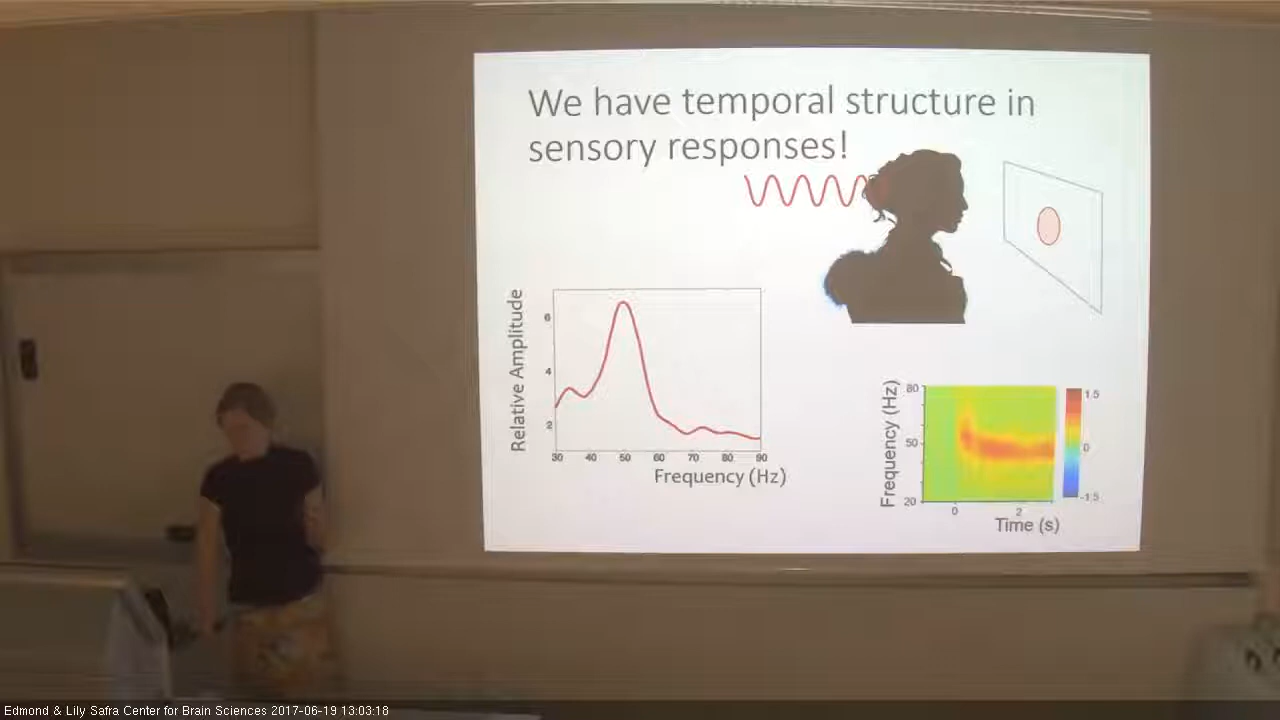 We have temporal structure in
sensory responses!
Relative Amplitude
6
4
2
30 40 50 60 70 80 90
Frequency (Hz)
Frequency (Hz)
80
50
20
0 2
Time (s)
1.5
0
-1.5
Edmond & Lily Safra Center for Brain Sciences 2017-06-19 13:03:18